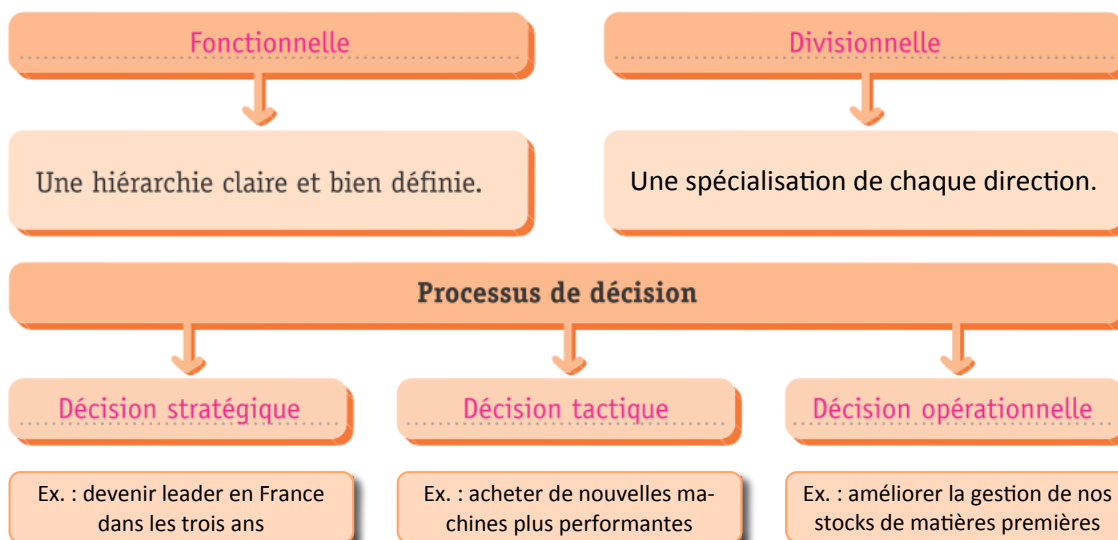 Fonctionnelle
Divisionnelle
Une hiérarchie claire et bien définie.
Une spécialisation de chaque direction.
Processus de décision
Décision stratégique
Décision tactique
Décision opérationnelle
Ex. : devenir leader en France
dans les trois ans
Ex. : acheter de nouvelles ma-
chines plus performantes
Ex. : améliorer la gestion de nos
stocks de matières premières